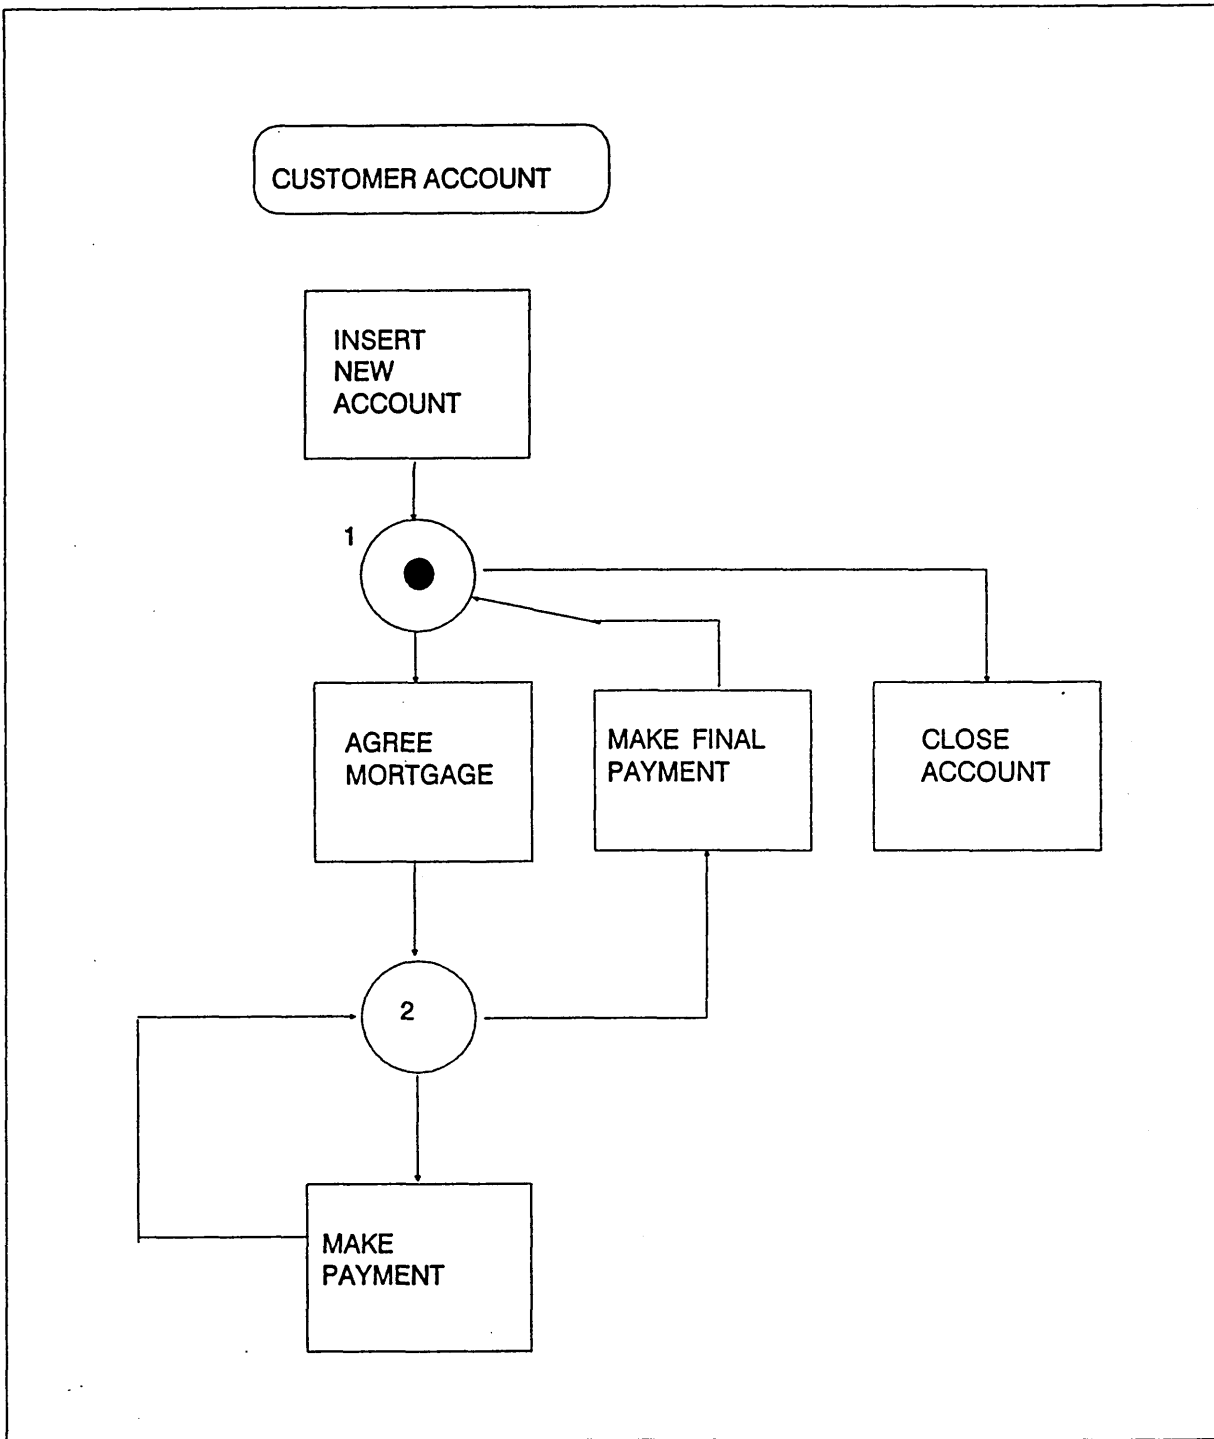 CUSTOMER ACCOUNT
INSERT
NEW
ACCOUNT
1
AGREE
MORTGAGE
MAKE FINAL
PAYMENT
CLOSE
ACCOUNT
2
MAKE
PAYMENT